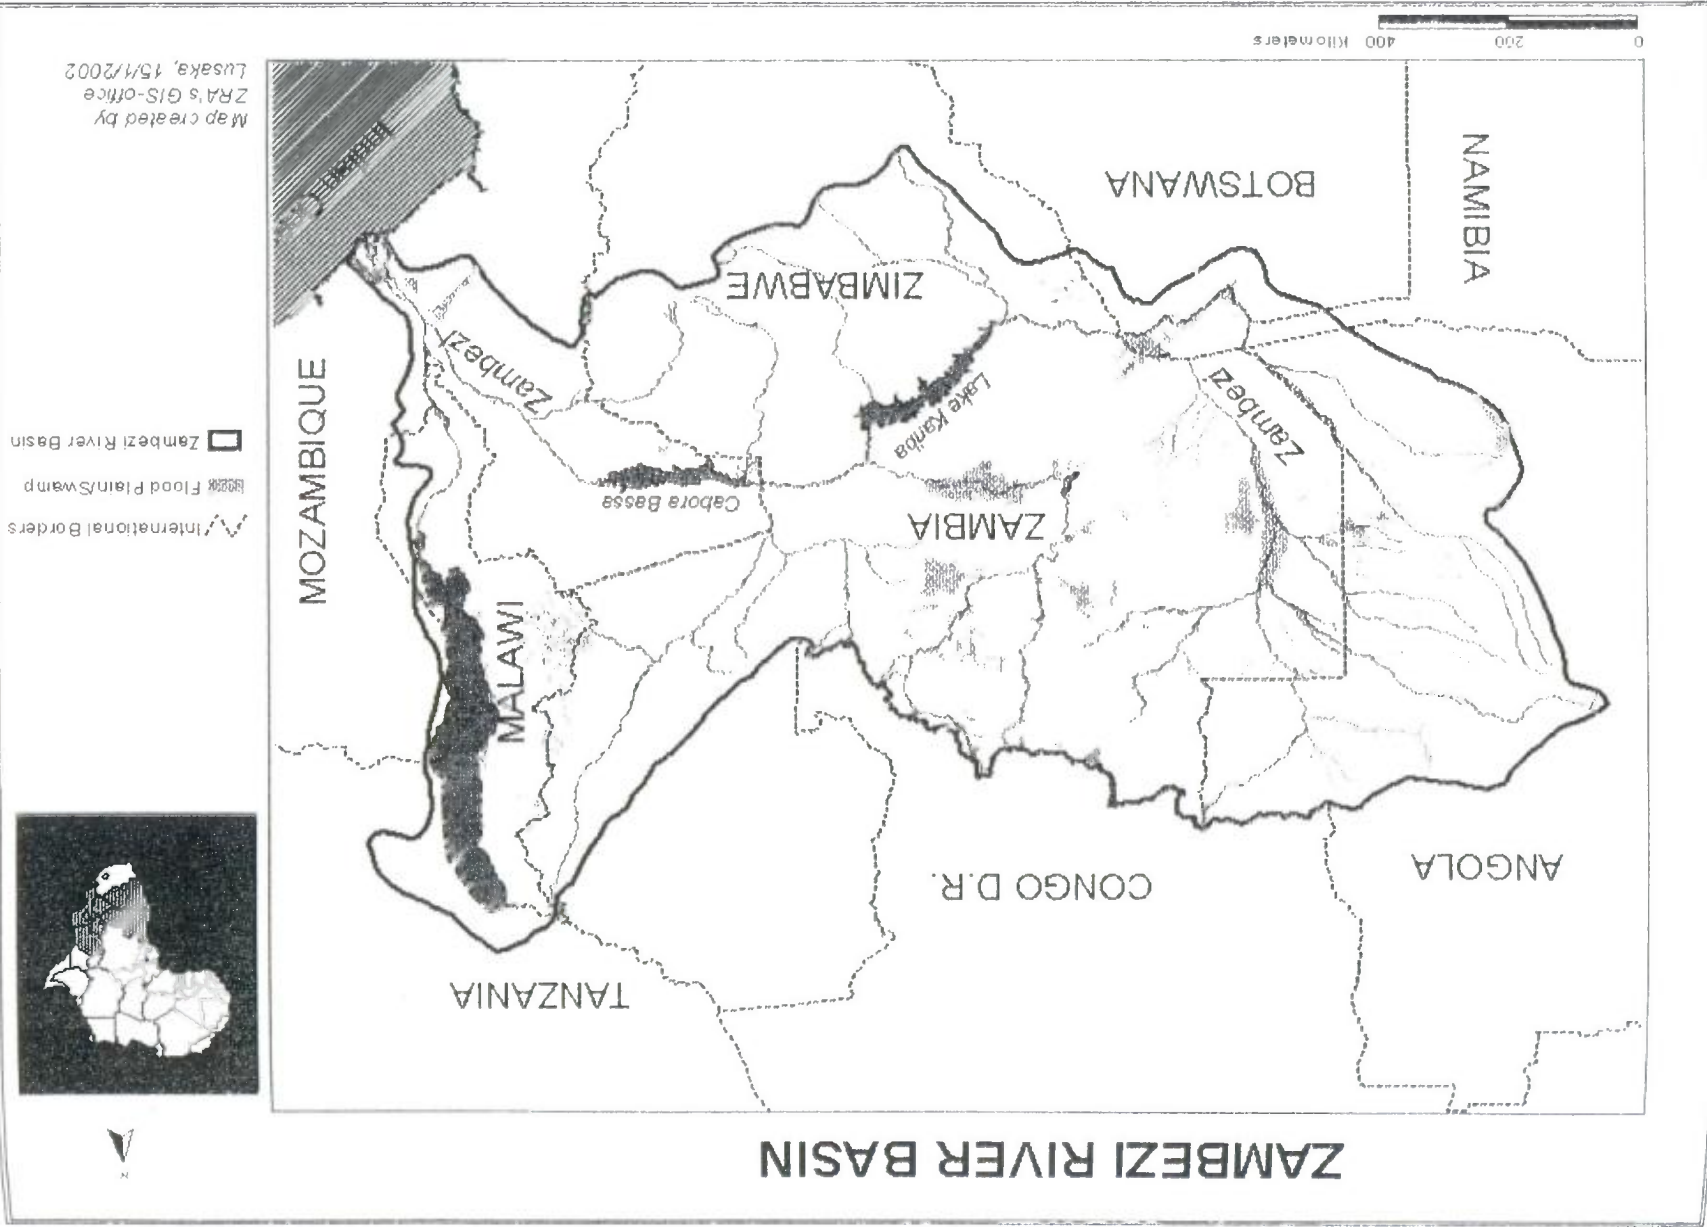 ZAMBEZI RIVER BASIN
N
TANZANIA
ANGOLA
CONGO D.R.
MALAWI
International Borders
Flood Plain/Swamp
Zambezi River Basin
ZAMBIA
Cabora Bassa
MOZAMBIQUE
Zambezi
Lake Kariba
Zambezi
ZIMBABWE
NAMIBIA
BOTSWANA
Map created by
ZRA's GIS-office
Lusaka, 15/1/2002
0 200 400 Kilometers